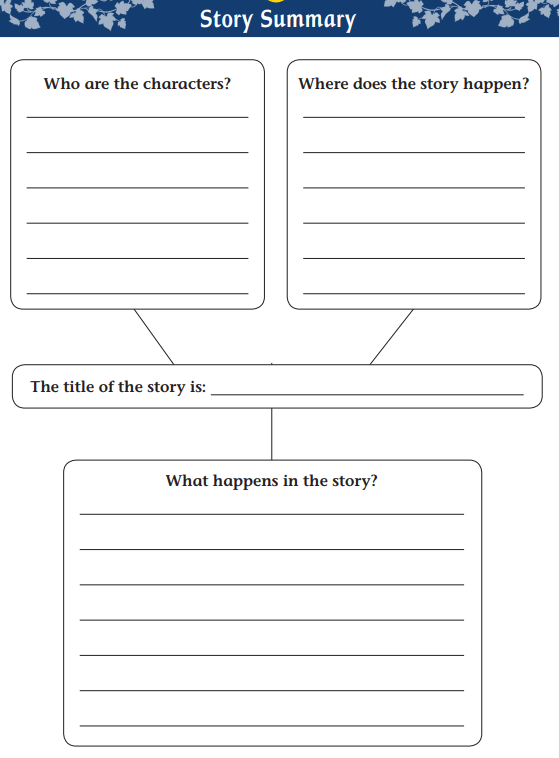 Story Summary
Who are the characters?
Where does the story happen?
The title of the story is:
What happens in the story?